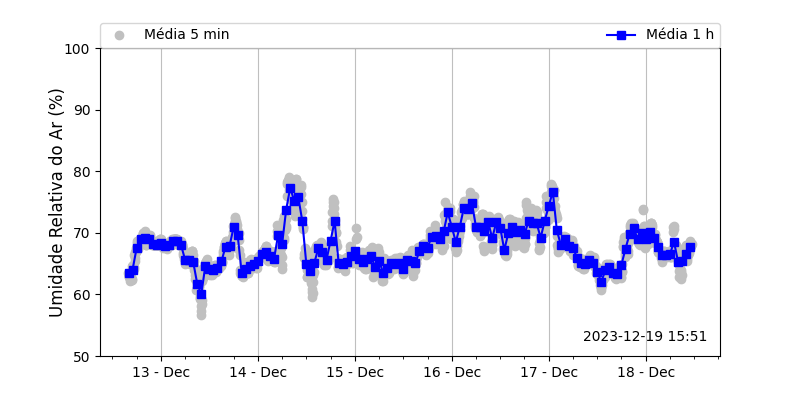 Média 5 min
Média 1 h
Umidade Relativa do Ar (%)
100
90
80
70
60
50
2023-12-19 15:51
13 - Dec
14 - Dec
15 - Dec
16 - Dec
17 - Dec
18 - Dec